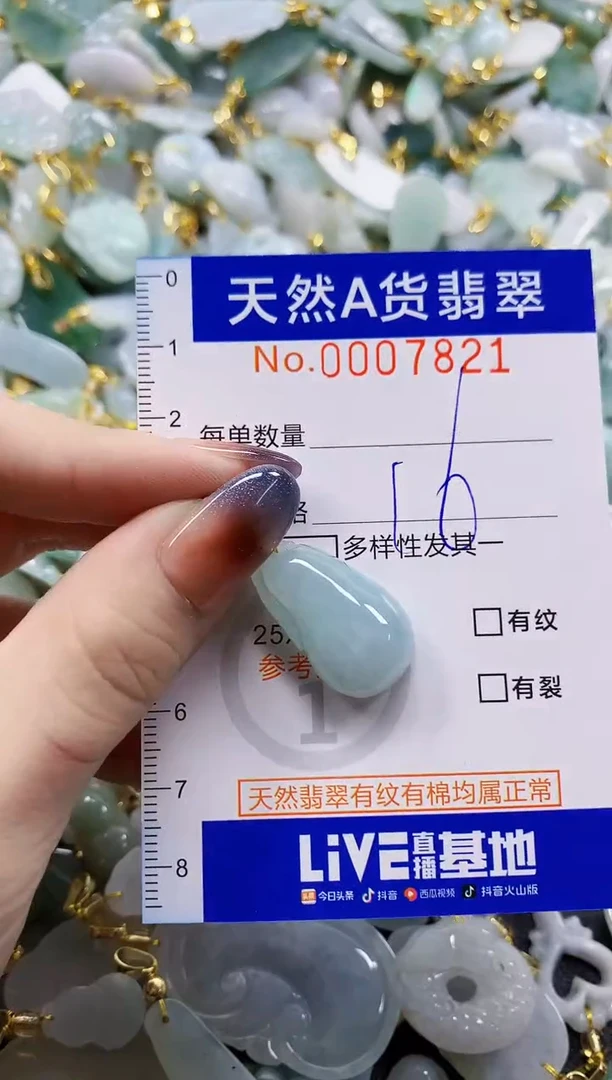 天然A货翡翠
No.0007821
每单数量
16
格
多样性发其一
25
有纹
参考
有裂
1
天然翡翠有纹有棉均属正常
LiVE直播基地
今日头条 抖音 西瓜视频 抖音火山版
0
1
2
6
7
8